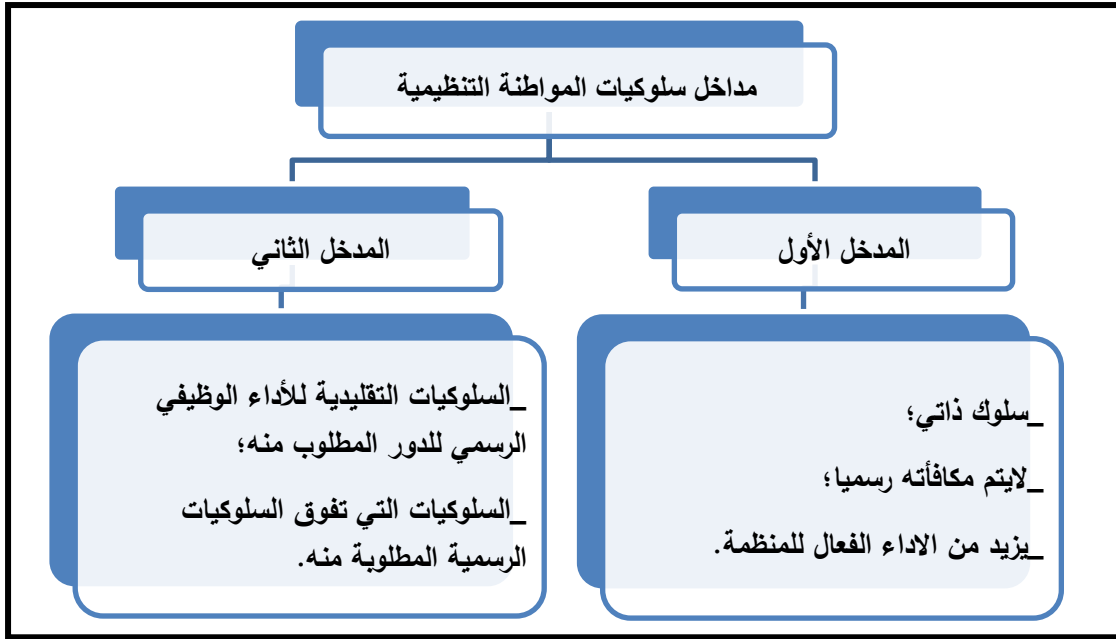 مداخل سلوكيات المواطنة التنظيمية
المدخل الأول
المدخل الثاني
_سلوك ذاتي؛
_لايتم مكافأته رسميا؛
_يزيد من الاداء الفعال للمنظمة.
_السلوكيات التقليدية للأداء الوظيفي
الرسمي للدور المطلوب منه؛
_السلوكيات التي تفوق السلوكيات
الرسمية المطلوبة منه.